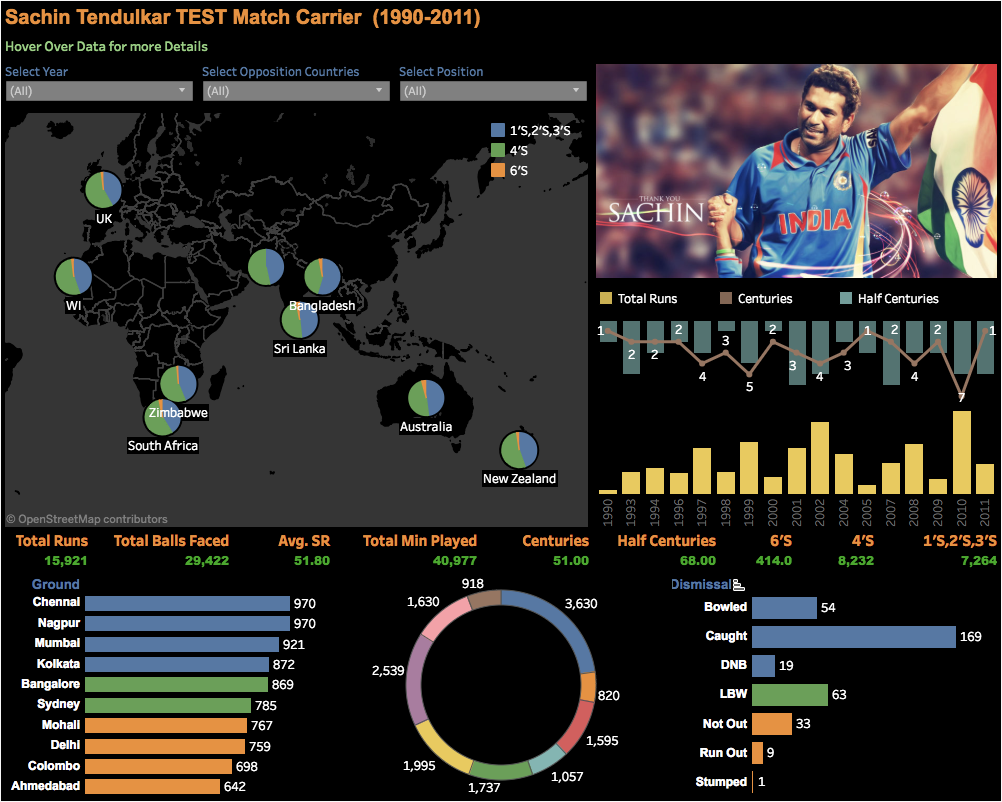 Sachin Tendulkar TEST Match Carrier (1990-2011)
Hover Over Data for more Details
Select Year
Select Opposition Countries
Select Position
(All)
(All)
(All)
1'S,2'S,3'S
4'S
6'S
UK
WI
Bangladesh
Sri Lanka
Zimbabwe
South Africa
Australia
New Zealand
© OpenStreetMap contributors
THANK YOU
SACHIN
INDIA
Total Runs
Centuries
Half Centuries
1
2
2
2
4
3
5
2
3
4
3
1
2
4
2
7
1
1990
1993
1994
1996
1997
1998
1999
2000
2001
2002
2004
2005
2007
2008
2009
2010
2011
Total Runs
Total Balls Faced
Avg. SR
Total Min Played
Centuries
Half Centuries
6'S
4'S
1'S,2'S,3'S
15,921
29,422
51.80
40,977
51.00
68.00
414.0
8,232
7,264
Ground
Chennai 970
Nagpur 970
Mumbai 921
Kolkata 872
Bangalore 869
Sydney 785
Mohali 767
Delhi 759
Colombo 698
Ahmedabad 642
918
3,630
1,630
2,539
820
1,595
1,995
1,057
1,737
Dismissal
Bowled 54
Caught 169
DNB 19
LBW 63
Not Out 33
Run Out 9
Stumped 1